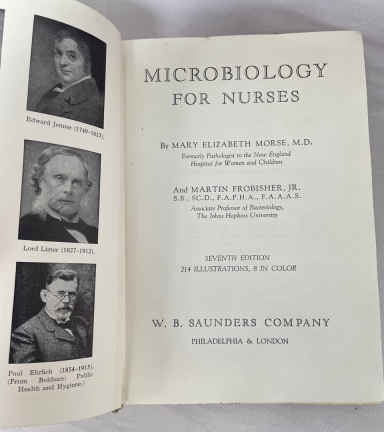 Edward Jenner (1749-1823).
Lord Lister (1827-1912).
Paul Ehrlich (1854-1915).
(From Bolduan: Public
Health and Hygiene.)
MICROBIOLOGY
FOR NURSES
By MARY ELIZABETH MORSE, M.D.
Formerly Pathologist to the New England
Hospital for Women and Children
And MARTIN FROBISHER, JR.
S.B., SC.D., F.A.P.H.A., F.A.A.A.S.
Associate Professor of Bacteriology,
The Johns Hopkins University
SEVENTH EDITION
214 ILLUSTRATIONS, 8 IN COLOR
W. B. SAUNDERS COMPANY
PHILADELPHIA & LONDON